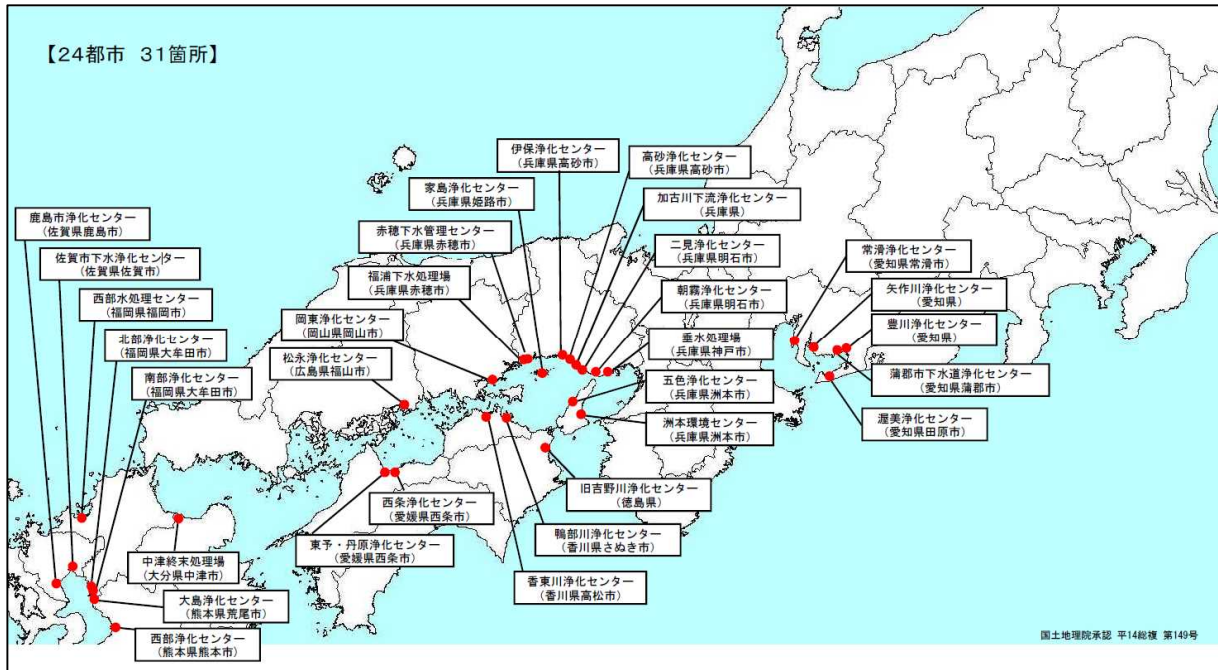 【24都市 31箇所】
伊保浄化センター
(兵庫県高砂市)
高砂浄化センター
(兵庫県高砂市)
家島浄化センター
(兵庫県姫路市)
加古川下流浄化センター
(兵庫県)
鹿島市浄化センター
(佐賀県鹿島市)
赤穂下水管理センター
(兵庫県赤穂市)
二見浄化センター
(兵庫県明石市)
常滑浄化センター
(愛知県常滑市)
佐賀市下水浄化センター
(佐賀県佐賀市)
福浦下水処理場
(兵庫県赤穂市)
朝霧浄化センター
(兵庫県明石市)
矢作川浄化センター
(愛知県)
西部水処理センター
(福岡県福岡市)
岡東浄化センター
(岡山県岡山市)
垂水処理場
(兵庫県神戸市)
豊川浄化センター
(愛知県)
北部浄化センター
(福岡県大牟田市)
松永浄化センター
(広島県福山市)
五色浄化センター
(兵庫県洲本市)
蒲郡市下水道浄化センター
(愛知県蒲郡市)
南部浄化センター
(福岡県大牟田市)
洲本環境センター
(兵庫県洲本市)
渥美浄化センター
(愛知県田原市)
旧吉野川浄化センター
(徳島県)
西条浄化センター
(愛媛県西条市)
鴨部川浄化センター
(香川県さぬき市)
東予・丹原浄化センター
(愛媛県西条市)
中津終末処理場
(大分県中津市)
香東川浄化センター
(香川県高松市)
大島浄化センター
(熊本県荒尾市)
西部浄化センター
(熊本県熊本市)
国土地理院承認 平14総複 第149号